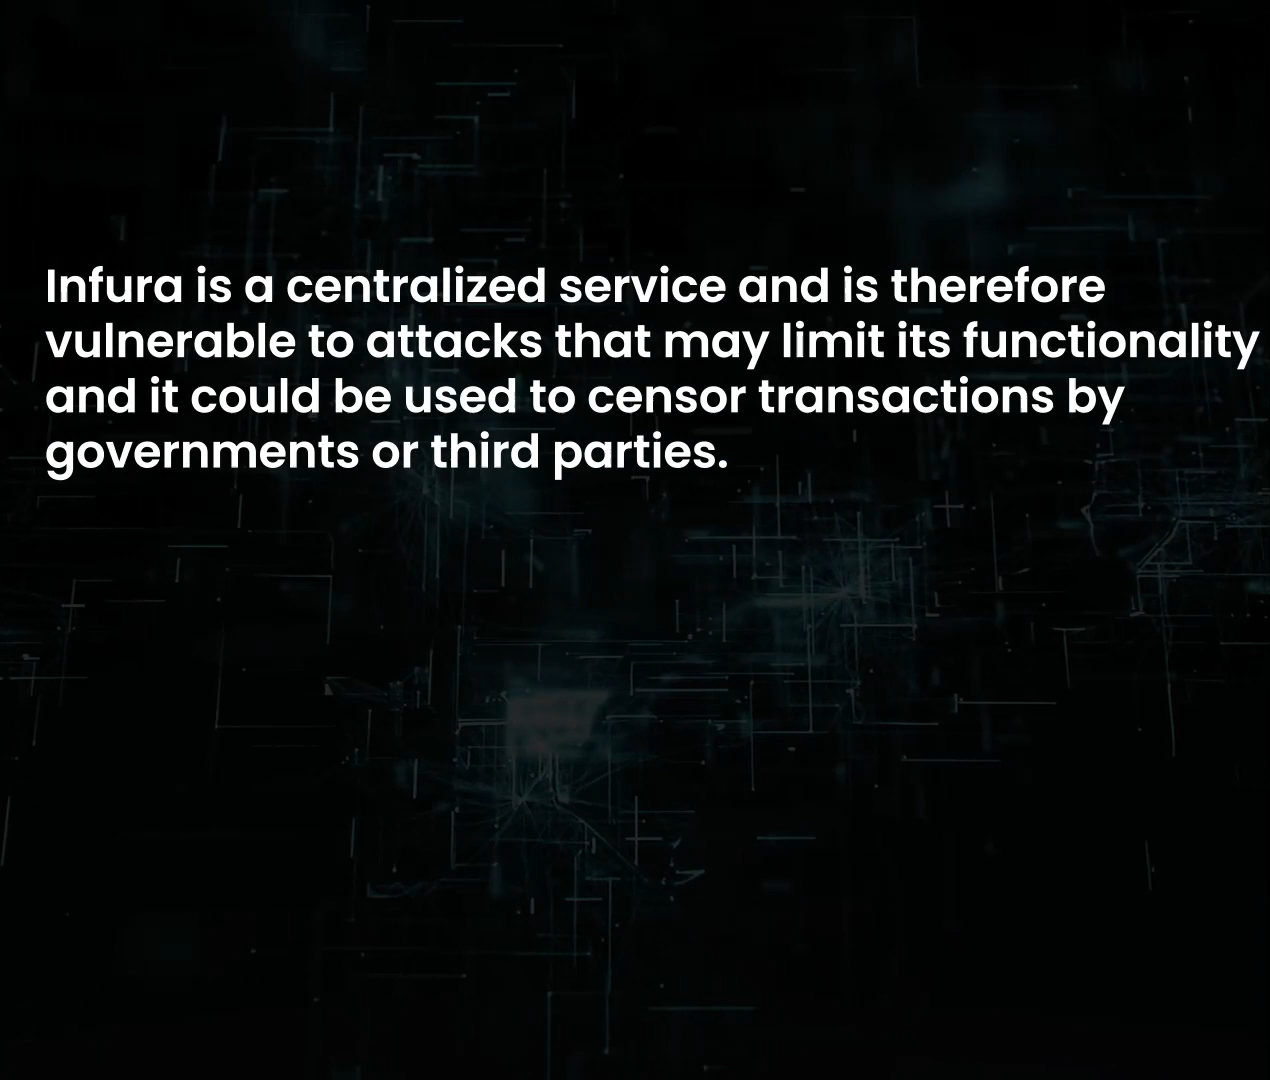 Infura is a centralized service and is therefore
vulnerable to attacks that may limit its functionality
and it could be used to censor transactions by
governments or third parties.